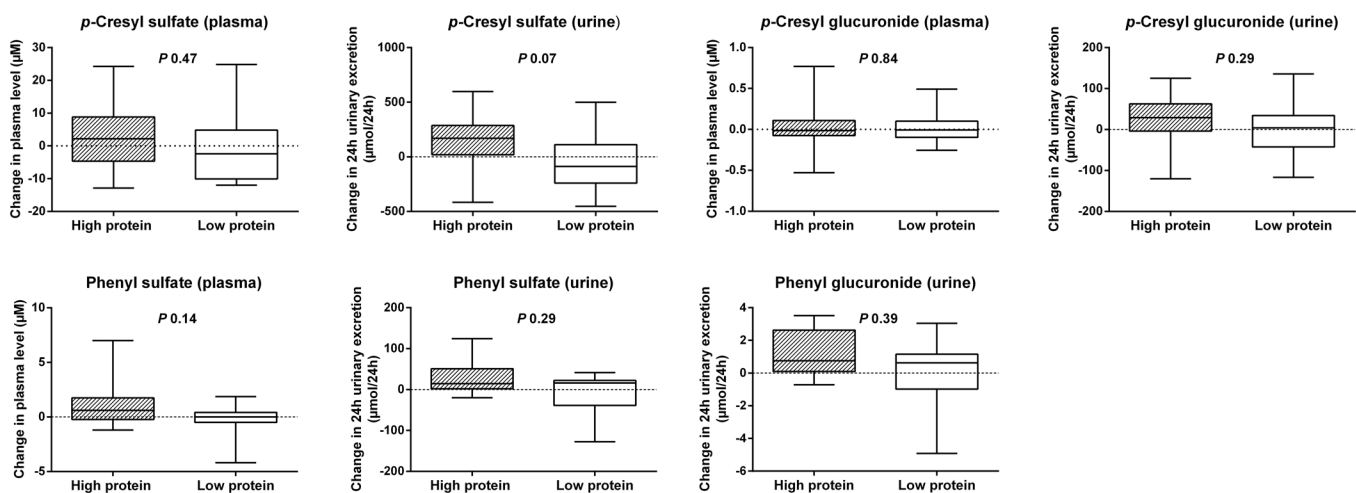 p-Cresyl sulfate (plasma)
Change in plasma level (µM)
30
20
10
0
-10
-20
P 0.47
High protein
Low protein
p-Cresyl sulfate (urine)
Change in 24h urinary excretion
(µmol/24h)
1000
500
0
-500
P 0.07
High protein
Low protein
p-Cresyl glucuronide (plasma)
Change in plasma level (µM)
1.0
0.5
0.0
-0.5
-1.0
P 0.84
High protein
Low protein
p-Cresyl glucuronide (urine)
Change in 24h urinary excretion
(µmol/24h)
200
100
0
-100
-200
P 0.29
High protein
Low protein
Phenyl sulfate (plasma)
Change in plasma level (µM)
10
5
0
-5
P 0.14
High protein
Low protein
Phenyl sulfate (urine)
Change in 24h urinary excretion
(µmol/24h)
200
100
0
-100
-200
P 0.29
High protein
Low protein
Phenyl glucuronide (urine)
Change in 24h urinary excretion
(µmol/24h)
4
2
0
-2
-4
-6
P 0.39
High protein
Low protein